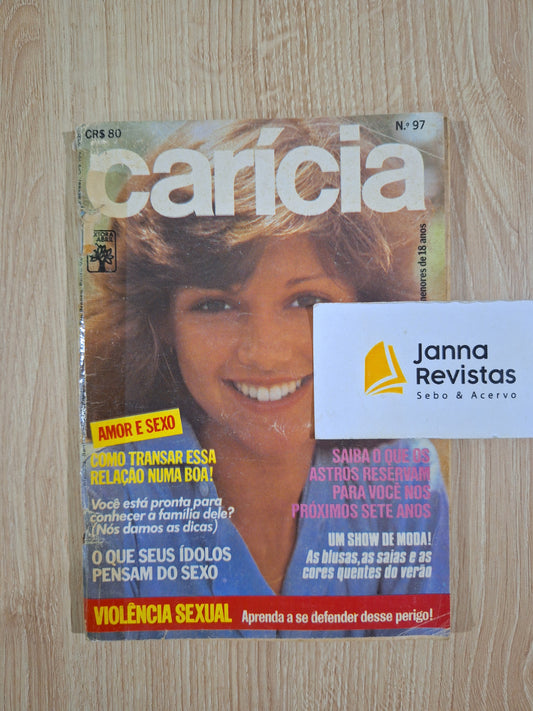 CR$ 80
N.º 97
carícia
EDITORA
ABRIL
menores de 18 anos
Janna
Revistas
Sebo & Acervo
AMOR E SEXO
COMO TRANSAR ESSA
RELAÇÃO NUMA BOA!
Você está pronta para
conhecer a família dele?
(Nós damos as dicas)
O QUE SEUS ÍDOLOS
PENSAM DO SEXO
SAIBA O QUE OS
ASTROS RESERVAM
PARA VOCÊ NOS
PRÓXIMOS SETE ANOS
UM SHOW DE MODA!
As blusas, as saias e as
cores quentes do verão
VIOLÊNCIA SEXUAL Aprenda a se defender desse perigo!